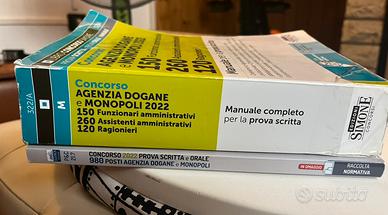 Concorso
AGENZIA DOGANE
e MONOPOLI 2022
150 Funzionari amministrativi
260 Assistenti amministrativi
120 Ragionieri
Manuale completo
per la prova scritta
EDIZIONI
SIMONE
322/A
M
CONCORSO 2022 PROVA SCRITTA e ORALE
980 POSTI AGENZIA DOGANE e MONOPOLI
IN OMAGGIO
RACCOLTA
NORMATIVA
subito